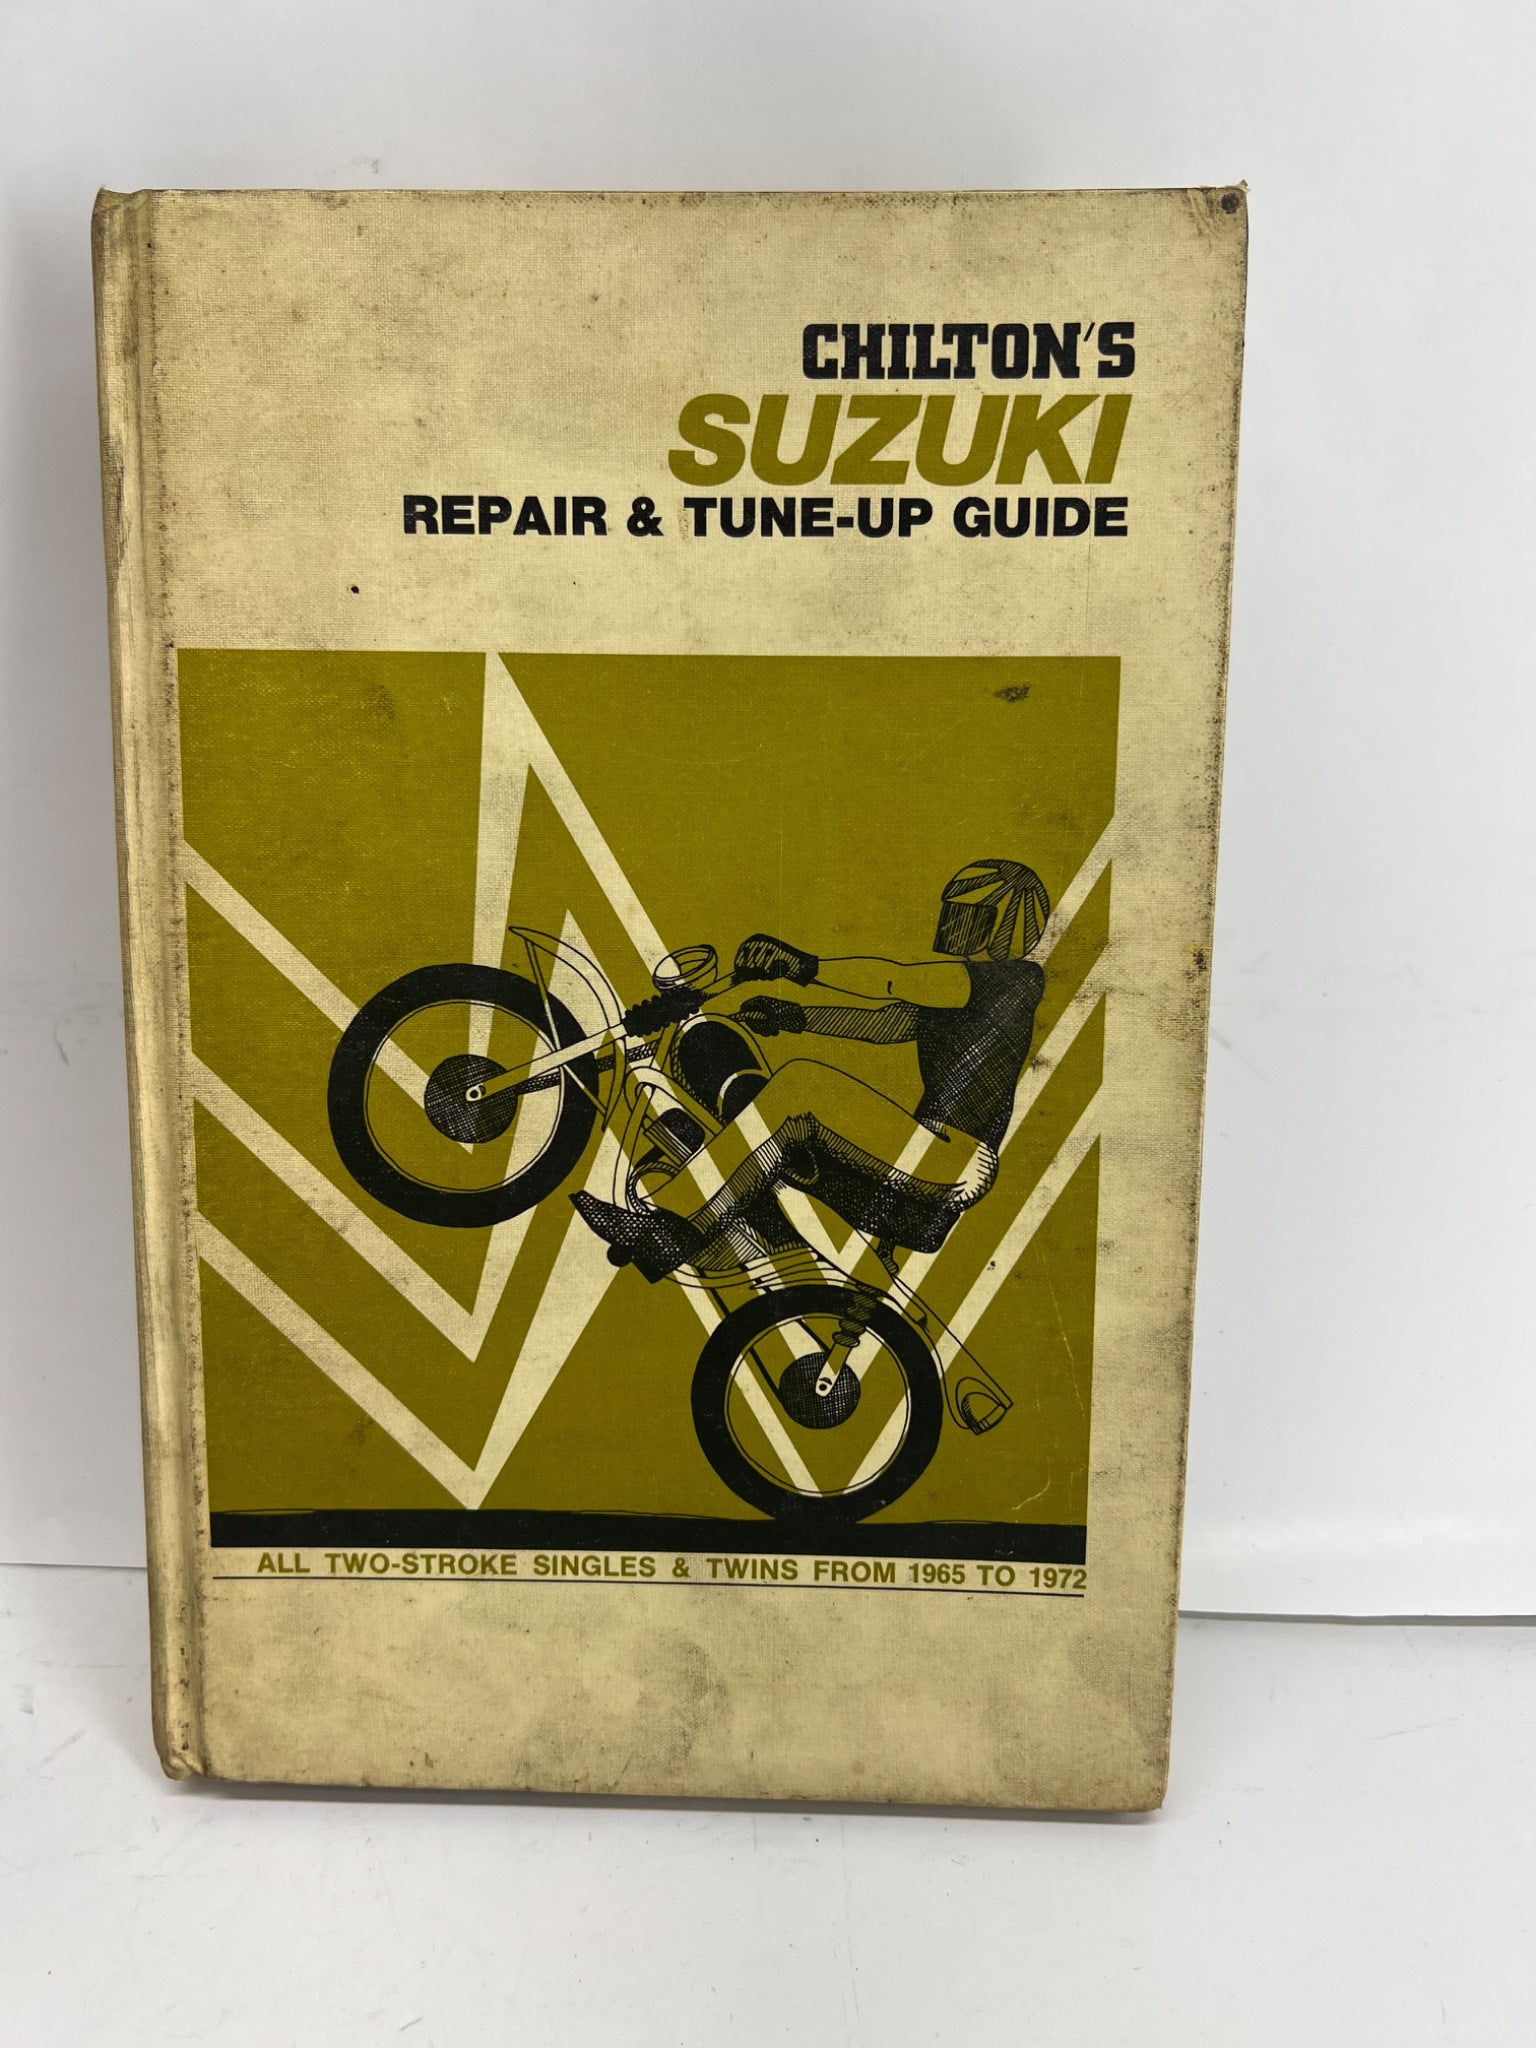 CHILTON'S
SUZUKI
REPAIR & TUNE-UP GUIDE
ALL TWO-STROKE SINGLES & TWINS FROM 1965 TO 1972